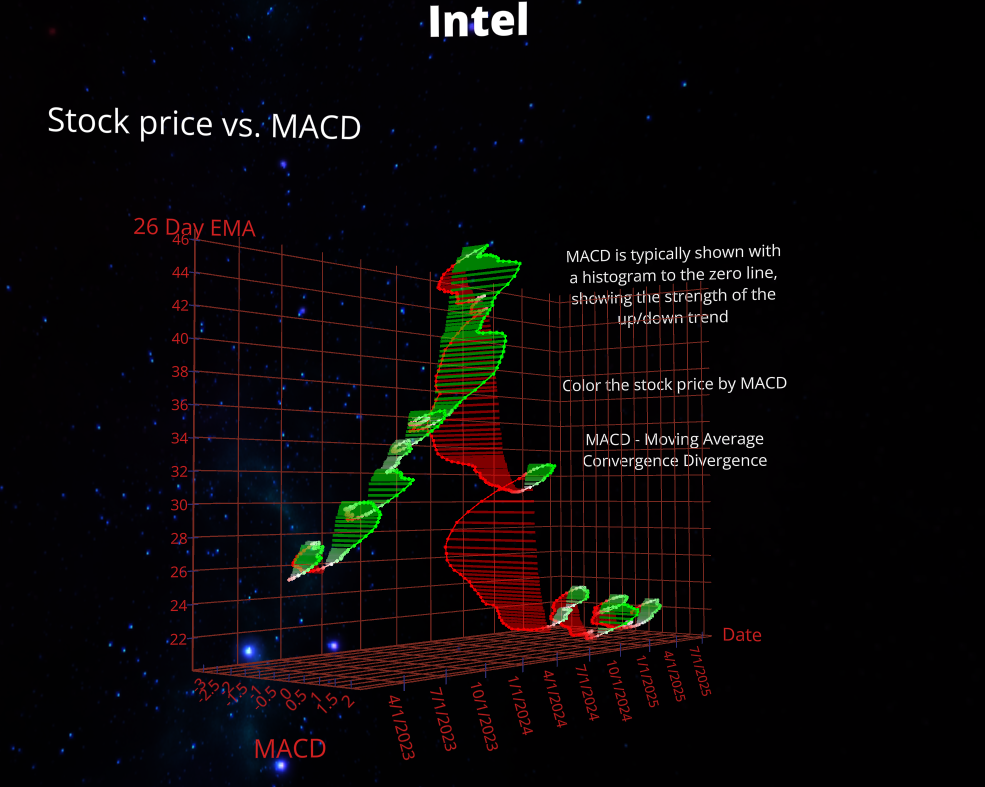 Intel
Stock price vs. MACD
26 Day EMA
46
44
42
40
38
36
34
32
30
28
26
24
22
MACD is typically shown with
a histogram to the zero line,
showing the strength of the
up/down trend
Color the stock price by MACD
MACD - Moving Average
Convergence Divergence
Date
-3
-2.5
-2
-1.5
-1
-0.5
0
0.5
1
1.5
2
MACD
4/1/2023
7/1/2023
10/1/2023
1/1/2024
4/1/2024
7/1/2024
10/1/2024
1/1/2025
4/1/2025
7/1/2025